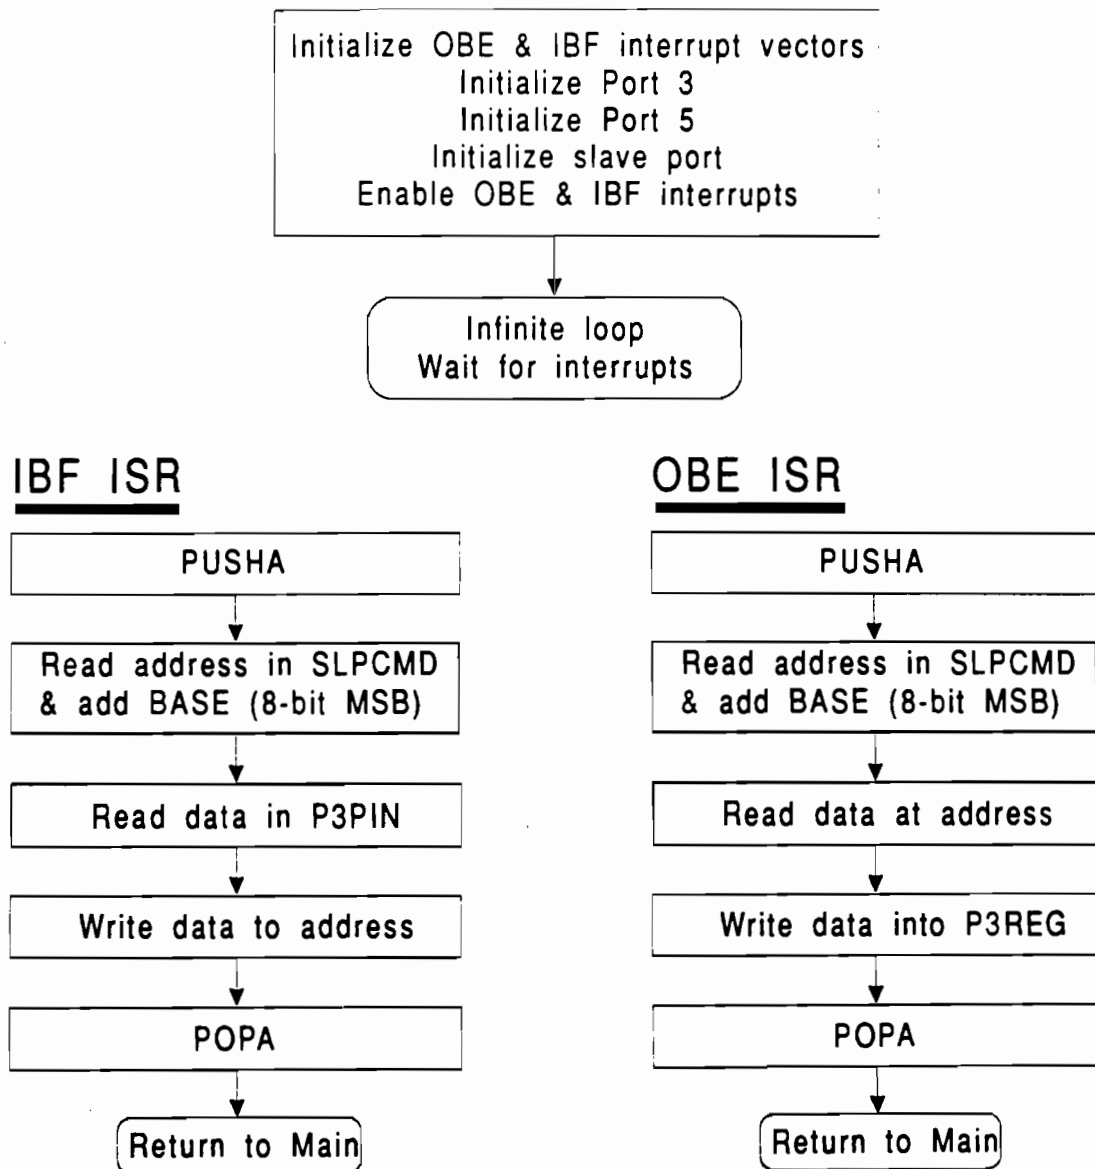 Initialize OBE & IBF interrupt vectors
Initialize Port 3
Initialize Port 5
Initialize slave port
Enable OBE & IBF interrupts
Infinite loop
Wait for interrupts
IBF ISR
PUSHA
Read address in SLPCMD
& add BASE (8-bit MSB)
Read data in P3PIN
Write data to address
POPA
Return to Main
OBE ISR
PUSHA
Read address in SLPCMD
& add BASE (8-bit MSB)
Read data at address
Write data into P3REG
POPA
Return to Main